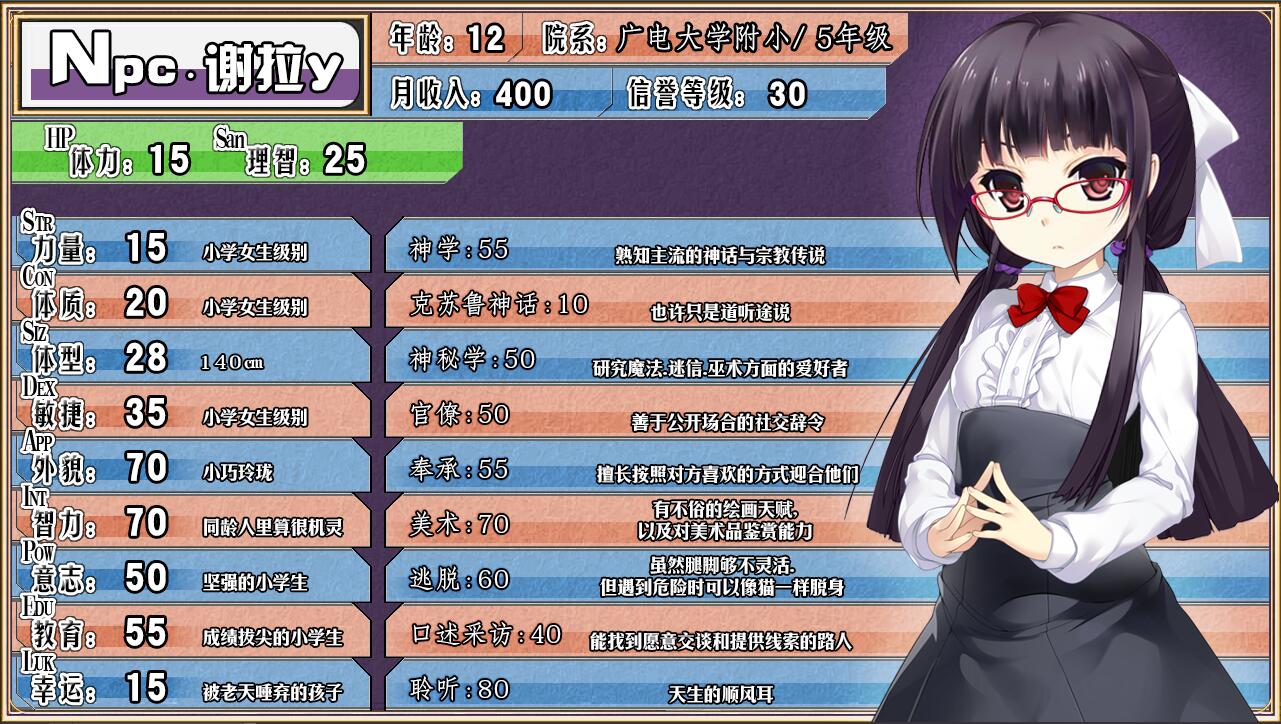 Npc·谢拉y
年龄: 12 院系: 广电大学附小/ 5年级
月收入: 400 信誉等级: 30
HP 体力: 15 San 理智: 25
STR 力量: 15 小学女生级别
CON 体质: 20 小学女生级别
SIZ 体型: 28 140㎝
DEX 敏捷: 35 小学女生级别
APP 外貌: 70 小巧玲珑
INT 智力: 70 同龄人里算很机灵
POW 意志: 50 坚强的小学生
EDU 教育: 55 成绩拔尖的小学生
LUK 幸运: 15 被老天唾弃的孩子
神学:55 熟知主流的神话与宗教传说
克苏鲁神话:10 也许只是道听途说
神秘学:50 研究魔法.迷信.巫术方面的爱好者
官僚:50 善于公开场合的社交辞令
奉承:55 擅长按照对方喜欢的方式迎合他们
美术:70 有不俗的绘画天赋,
以及对美术品鉴赏能力
逃脱:60 虽然腿脚够不灵活.
但遇到危险时可以像猫一样脱身
口述采访:40 能找到愿意交谈和提供线索的路人
聆听:80 天生的顺风耳